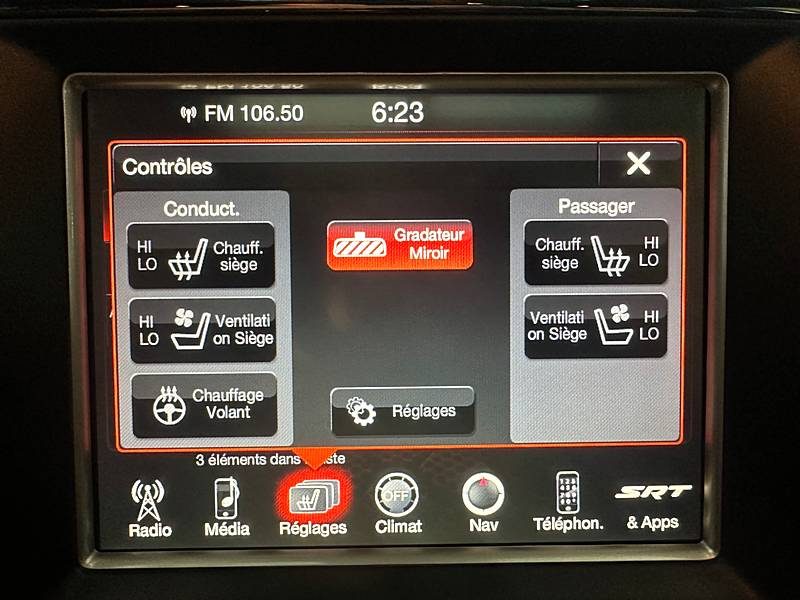 FM 106.50 6:23
Contrôles
Conduct.
HI
LO
Chauff.
siège
HI
LO
Ventilati
on Siège
Chauffage
Volant
Gradateur
Miroir
Réglages
Passager
Chauff.
siège
HI
LO
Ventilati
on Siège
HI
LO
3 éléments dans
Radio
Média
Réglages
OFF
Climat
Nav
Téléphon.
SRT
& Apps